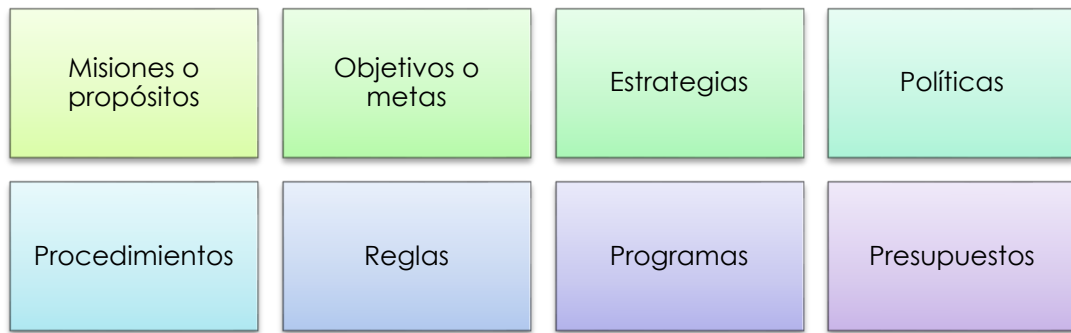 Misiones o
propósitos
Objetivos o
metas
Estrategias
Políticas
Procedimientos
Reglas
Programas
Presupuestos